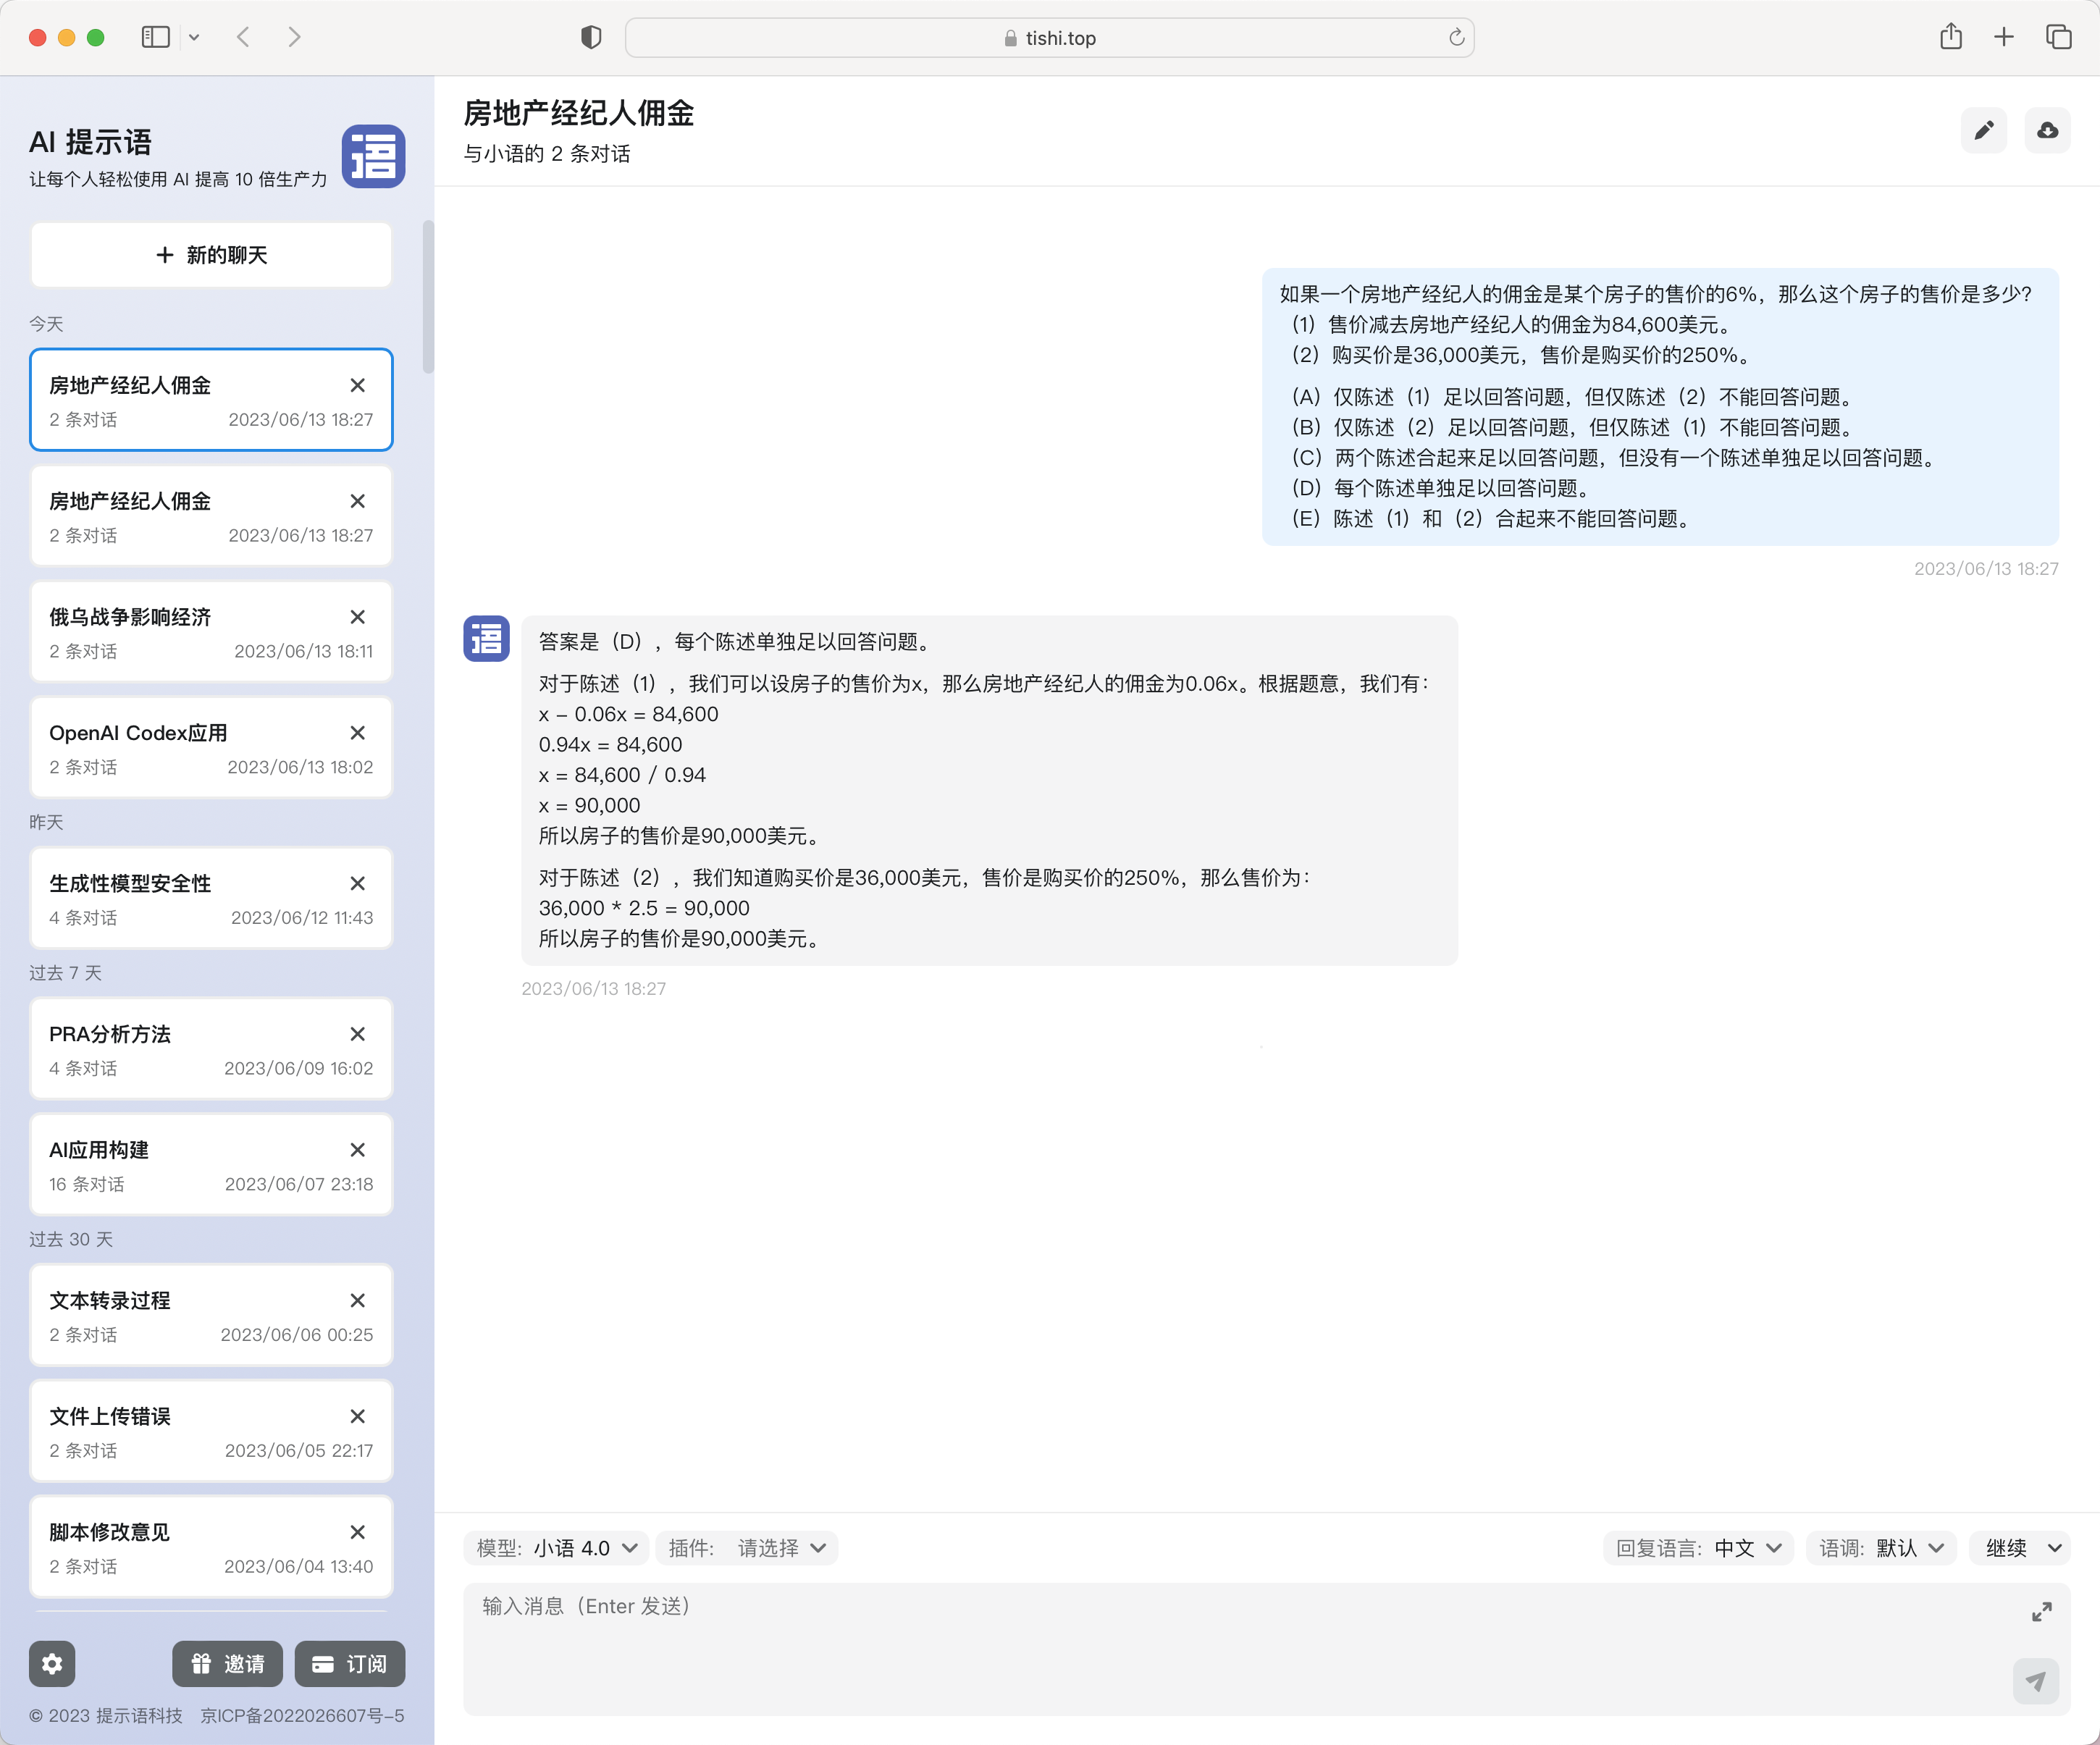 tishi.top
AI 提示语
让每个人轻松使用 AI 提高 10 倍生产力
语
新的聊天
今天
房地产经纪人佣金
2 条对话 2023/06/13 18:27
房地产经纪人佣金
2 条对话 2023/06/13 18:27
俄乌战争影响经济
2 条对话 2023/06/13 18:11
OpenAI Codex应用
2 条对话 2023/06/13 18:02
昨天
生成性模型安全性
4 条对话 2023/06/12 11:43
过去 7 天
PRA分析方法
4 条对话 2023/06/09 16:02
AI应用构建
16 条对话 2023/06/07 23:18
过去 30 天
文本转录过程
2 条对话 2023/06/06 00:25
文件上传错误
2 条对话 2023/06/05 22:17
脚本修改意见
2 条对话 2023/06/04 13:40
邀请 订阅
© 2023 提示语科技 京ICP备2022026607号-5
房地产经纪人佣金
与小语的 2 条对话
如果一个房地产经纪人的佣金是某个房子的售价的6%，那么这个房子的售价是多少？
（1）售价减去房地产经纪人的佣金为84,600美元。
（2）购买价是36,000美元，售价是购买价的250%。
（A）仅陈述（1）足以回答问题，但仅陈述（2）不能回答问题。
（B）仅陈述（2）足以回答问题，但仅陈述（1）不能回答问题。
（C）两个陈述合起来足以回答问题，但没有一个陈述单独足以回答问题。
（D）每个陈述单独足以回答问题。
（E）陈述（1）和（2）合起来不能回答问题。
2023/06/13 18:27
语
答案是（D），每个陈述单独足以回答问题。
对于陈述（1），我们可以设房子的售价为x，那么房地产经纪人的佣金为0.06x。根据题意，我们有：
x - 0.06x = 84,600
0.94x = 84,600
x = 84,600 / 0.94
x = 90,000
所以房子的售价是90,000美元。
对于陈述（2），我们知道购买价是36,000美元，售价是购买价的250%，那么售价为：
36,000 * 2.5 = 90,000
所以房子的售价是90,000美元。
2023/06/13 18:27
模型: 小语 4.0 插件: 请选择 回复语言: 中文 语调: 默认 继续
输入消息（Enter 发送）